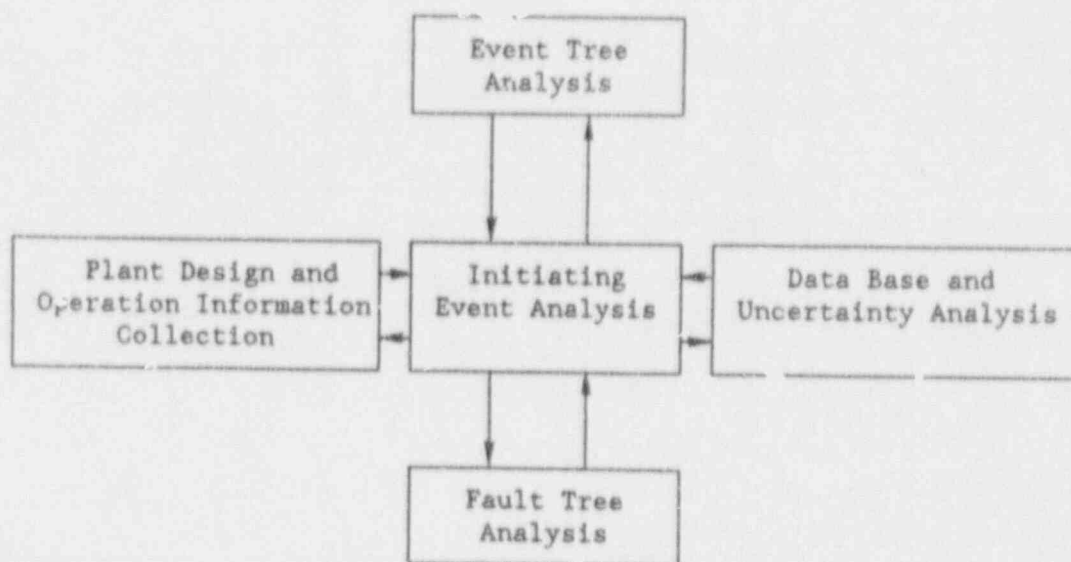 Event Tree
Analysis
Plant Design and
Operation Information
Collection
Initiating
Event Analysis
Data Base and
Uncertainty Analysis
Fault Tree
Analysis